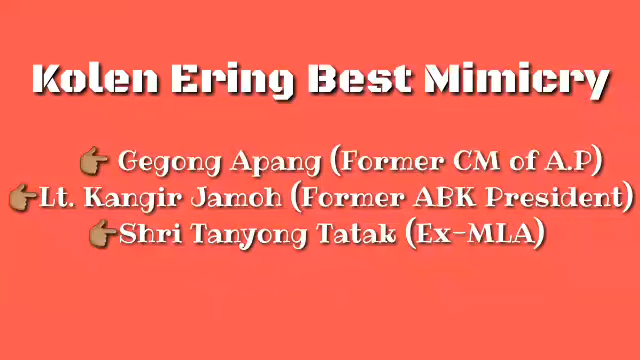 Kolen Ering Best Mimicry
👉🏽 Gegong Apang (Former CM of A.P)
👉🏽Lt. Kangir Jamoh (Former ABK President)
👉🏽Shri Tanyong Tatak (Ex-MLA)